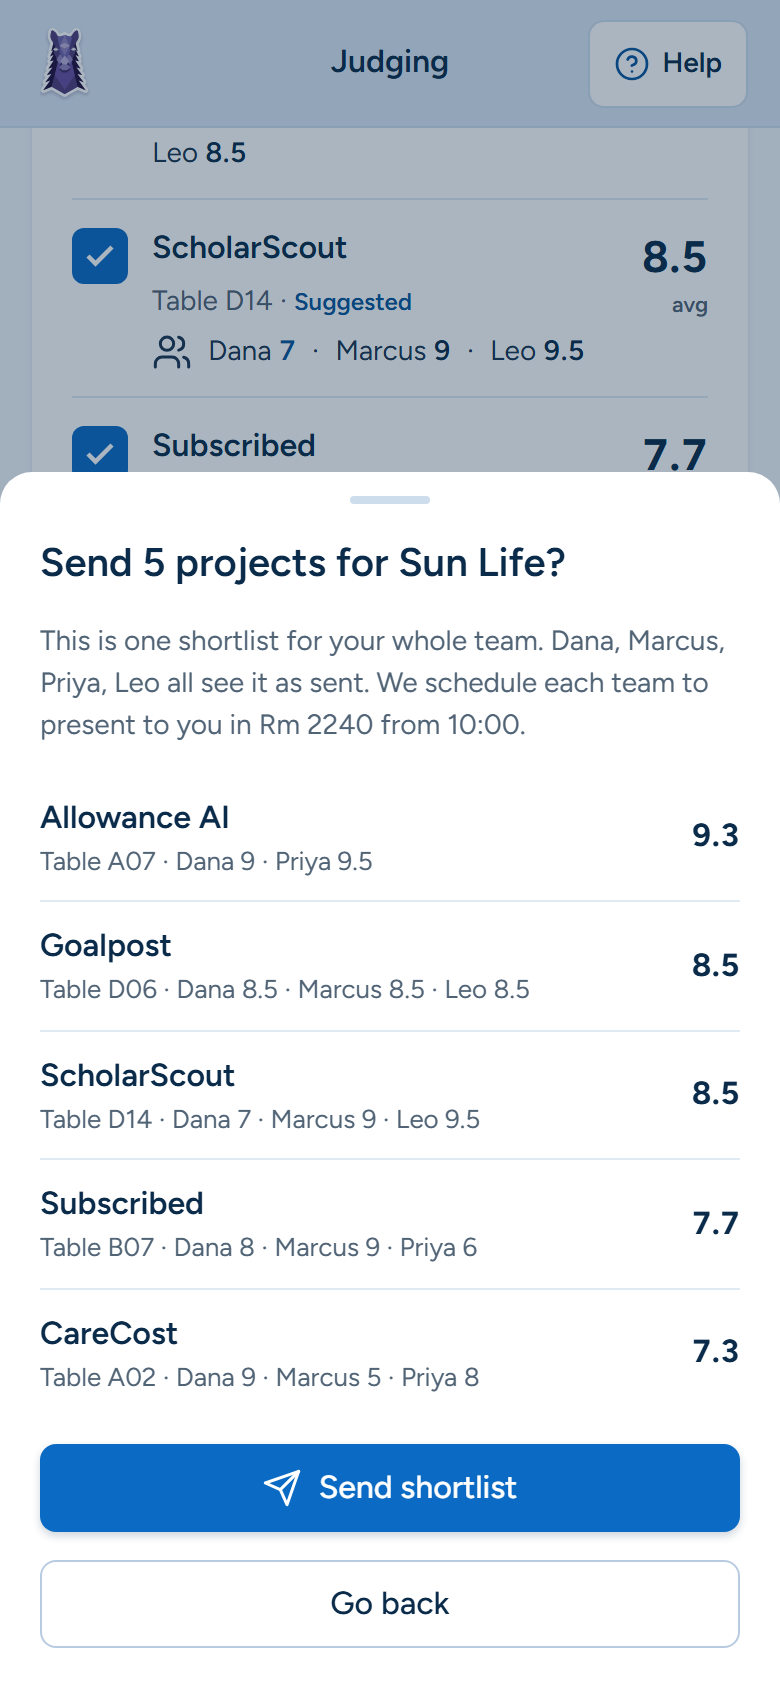 Judging
Help
Leo 8.5
ScholarScout
8.5
Table D14 · Suggested
avg
Dana 7 · Marcus 9 · Leo 9.5
Subscribed
7.7
Send 5 projects for Sun Life?
This is one shortlist for your whole team. Dana, Marcus,
Priya, Leo all see it as sent. We schedule each team to
present to you in Rm 2240 from 10:00.
Allowance AI
9.3
Table A07 · Dana 9 · Priya 9.5
Goalpost
8.5
Table D06 · Dana 8.5 · Marcus 8.5 · Leo 8.5
ScholarScout
8.5
Table D14 · Dana 7 · Marcus 9 · Leo 9.5
Subscribed
7.7
Table B07 · Dana 8 · Marcus 9 · Priya 6
CareCost
7.3
Table A02 · Dana 9 · Marcus 5 · Priya 8
Send shortlist
Go back